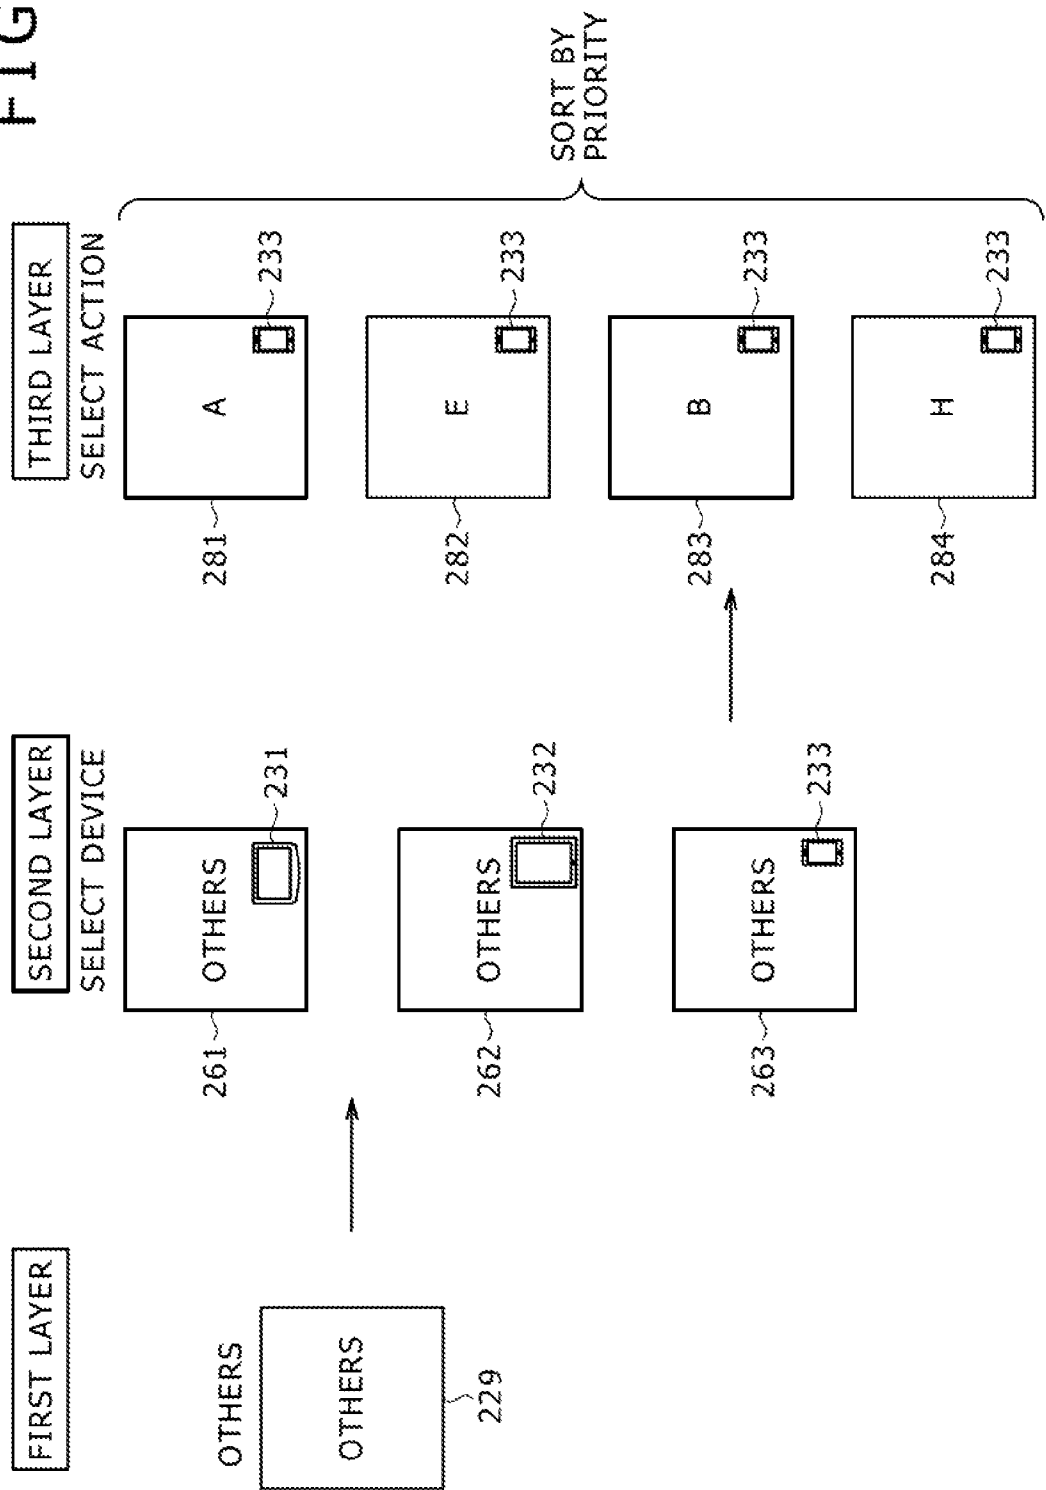 FIG
FIRST LAYER
OTHERS
OTHERS
229
SECOND LAYER
SELECT DEVICE
261
OTHERS
231
262
OTHERS
232
263
OTHERS
233
THIRD LAYER
SELECT ACTION
281
A
233
282
E
233
283
B
233
284
H
233
SORT BY
PRIORITY